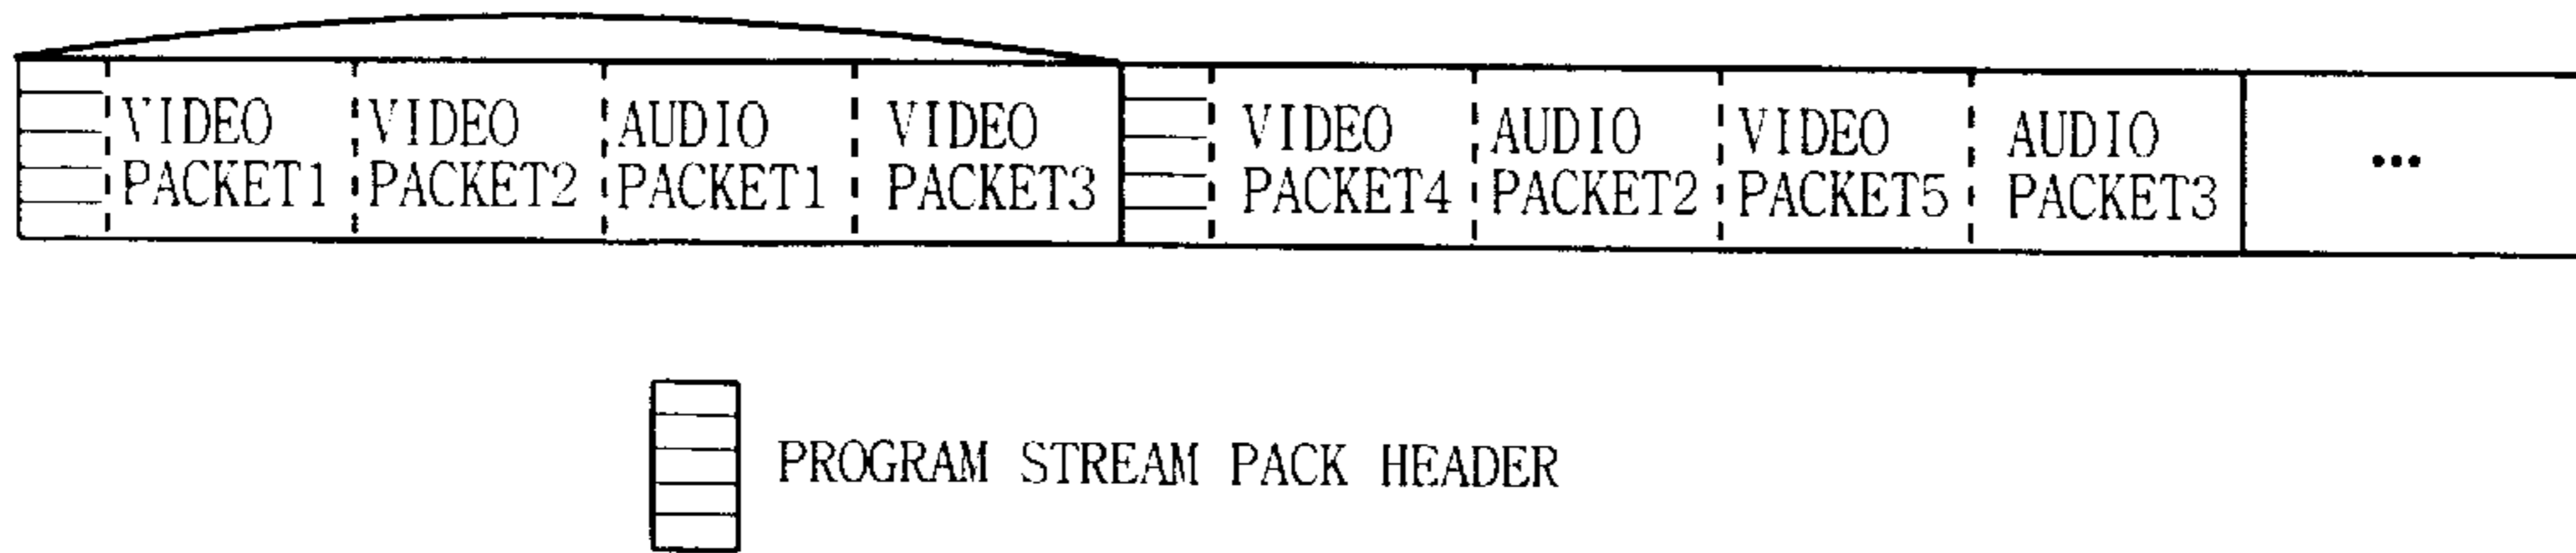 VIDEO PACKET1
VIDEO PACKET2
AUDIO PACKET1
VIDEO PACKET3
VIDEO PACKET4
AUDIO PACKET2
VIDEO PACKET5
AUDIO PACKET3
...
PROGRAM STREAM PACK HEADER